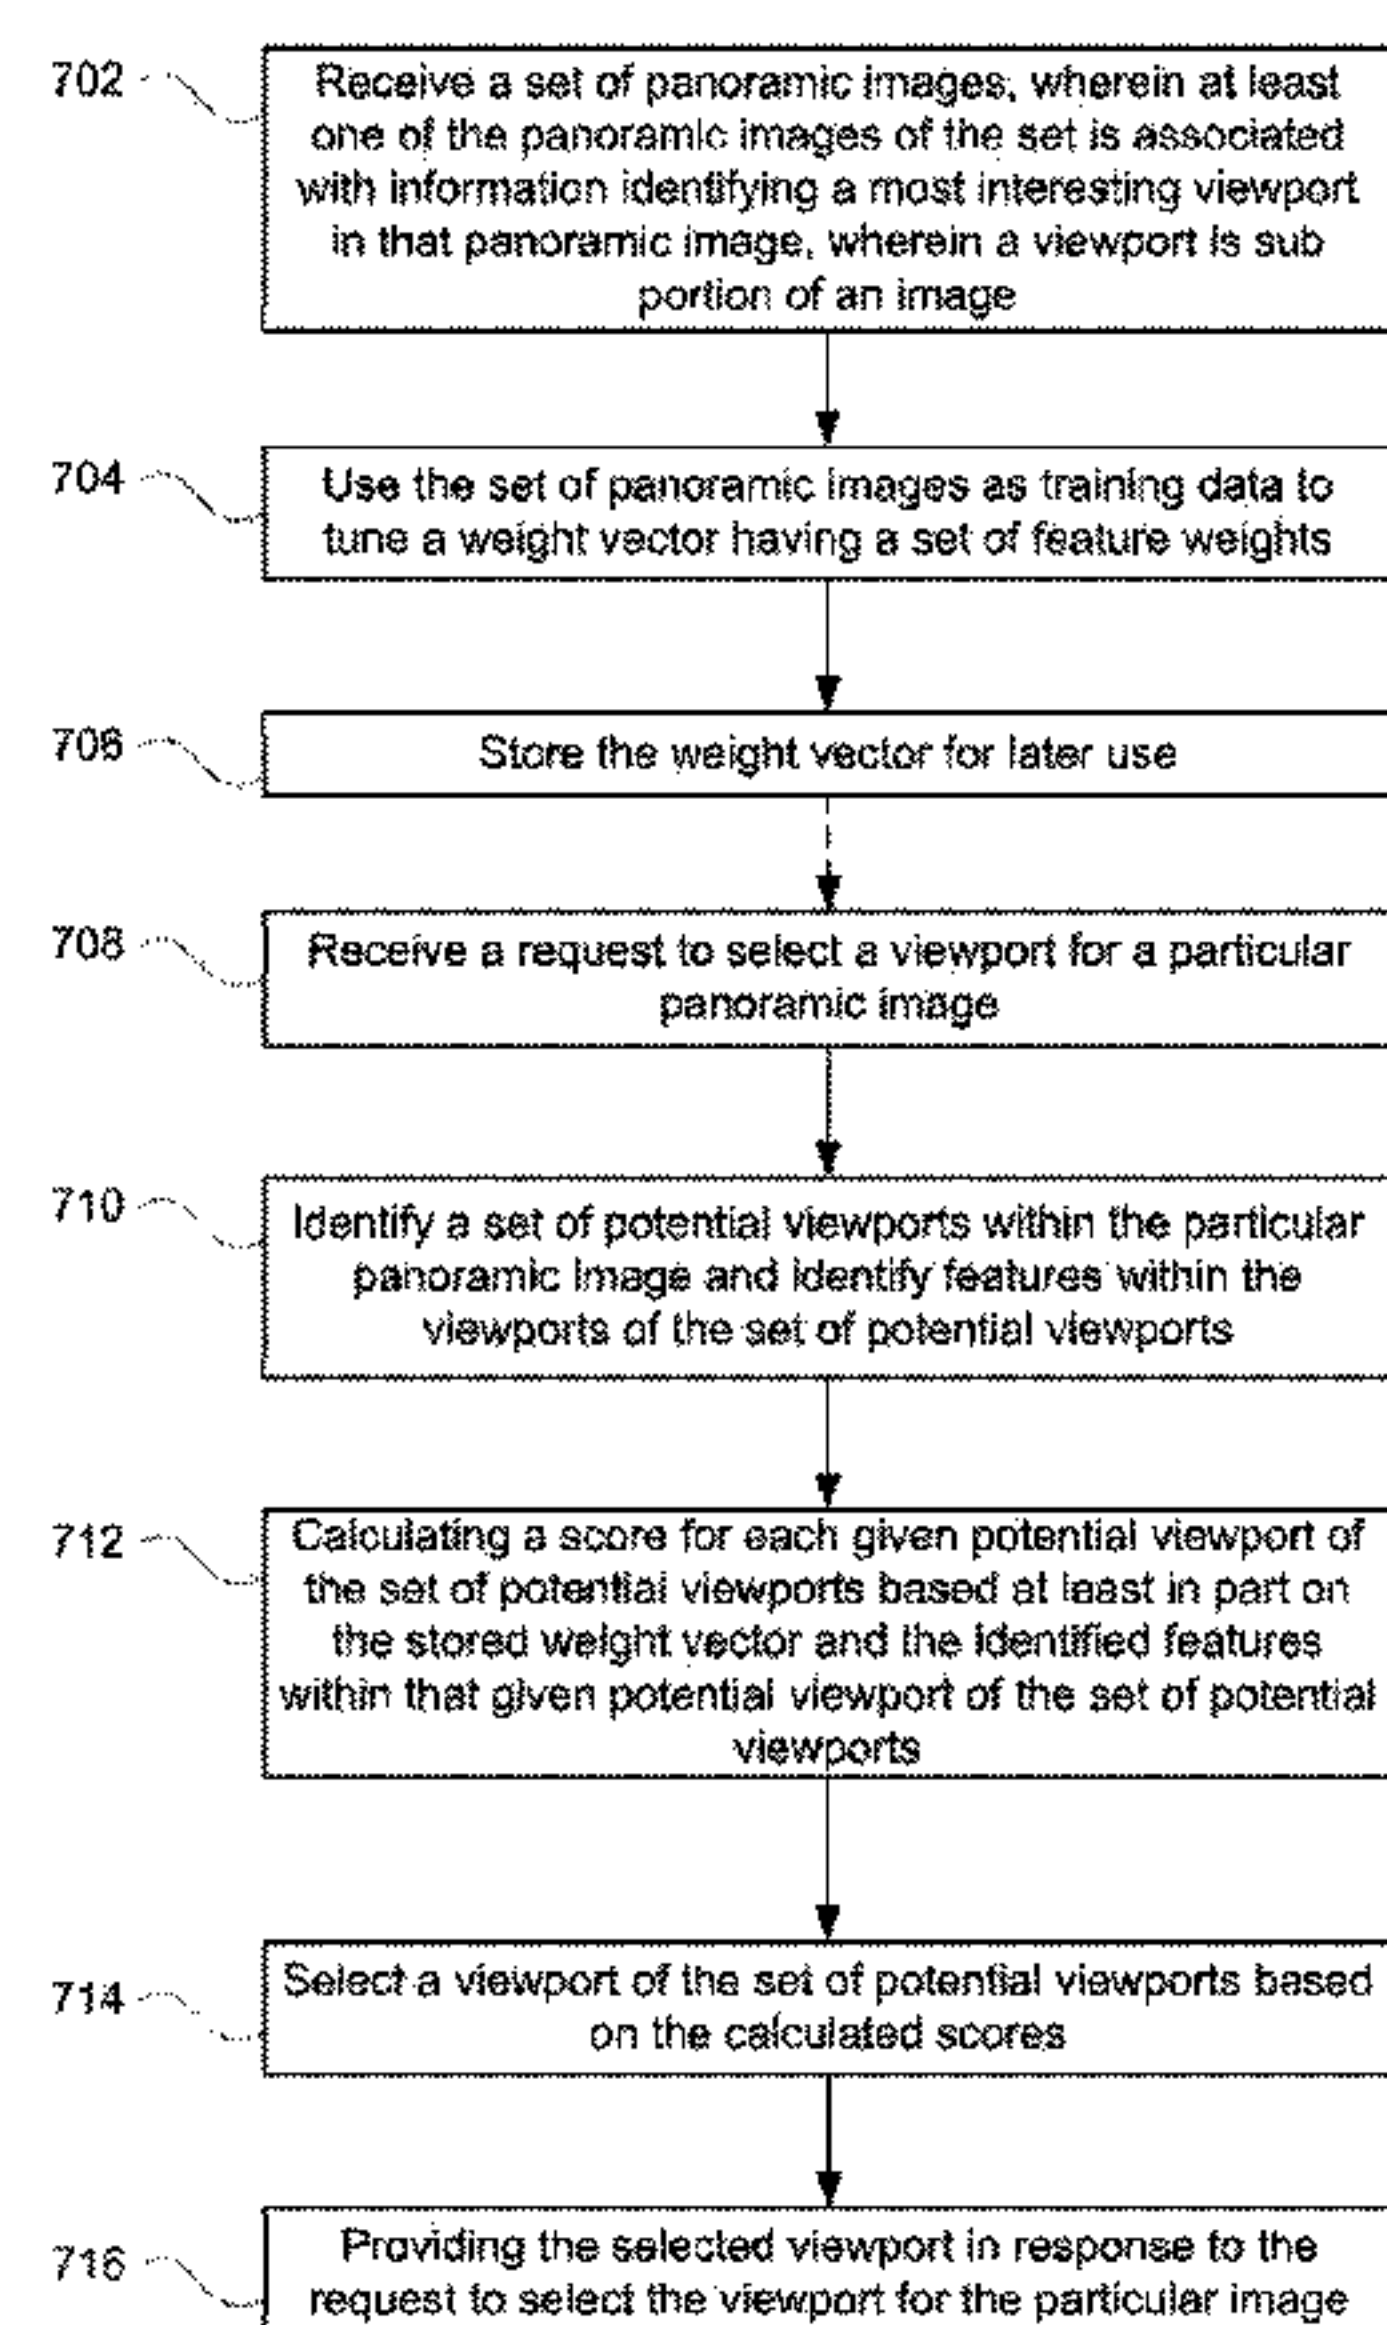 702
Receive a set of panoramic images, wherein at least
one of the panoramic images of the set is associated
with information identifying a most interesting viewport
in that panoramic image, wherein a viewport is sub
portion of an image
704
Use the set of panoramic images as training data to
tune a weight vector having a set of feature weights
706
Store the weight vector for later use
708
Receive a request to select a viewport for a particular
panoramic image
710
Identify a set of potential viewports within the particular
panoramic image and identify features within the
viewports of the set of potential viewports
712
Calculating a score for each given potential viewport of
the set of potential viewports based at least in part on
the stored weight vector and the identified features
within that given potential viewport of the set of potential
viewports
714
Select a viewport of the set of potential viewports based
on the calculated scores
716
Providing the selected viewport in response to the
request to select the viewport for the particular image